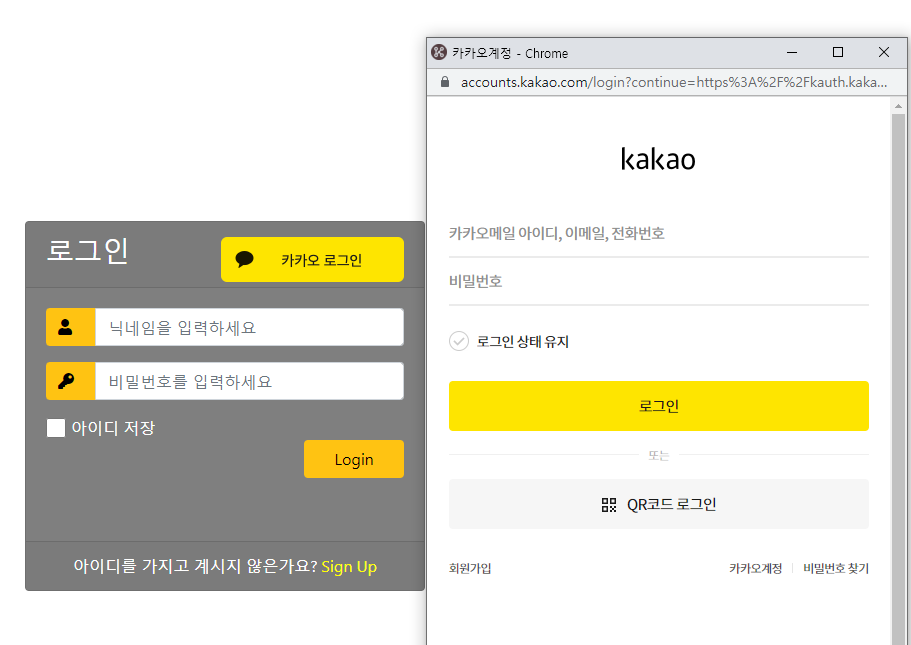 로그인
카카오 로그인
닉네임을 입력하세요
비밀번호를 입력하세요
아이디 저장
Login
아이디를 가지고 계시지 않은가요? Sign Up
카카오계정 - Chrome
accounts.kakao.com/login?continue=https%3A%2F%2Fkauth.kaka...
kakao
카카오메일 아이디, 이메일, 전화번호
비밀번호
로그인 상태 유지
로그인
또는
QR코드 로그인
회원가입 카카오계정 비밀번호 찾기